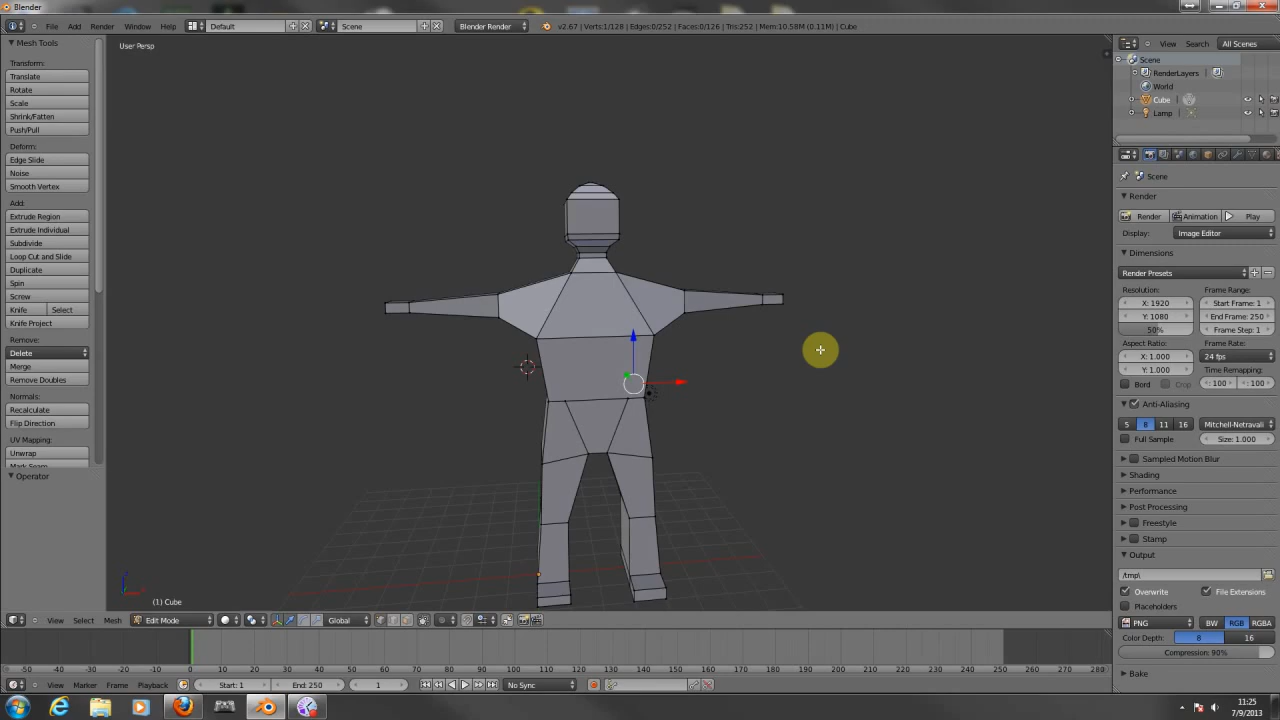 Blender
File Add Render Window Help Default Scene Blender Render v2.67 | Verts:1/128 | Edges:0/252 | Faces:0/126 | Tris:252 | Mem:10.58M (0.11M) | Cube
Mesh Tools
Transform:
Translate
Rotate
Scale
Shrink/Fatten
Push/Pull
Deform:
Edge Slide
Noise
Smooth Vertex
Add:
Extrude Region
Extrude Individual
Subdivide
Loop Cut and Slide
Duplicate
Spin
Screw
Knife Select
Knife Project
Remove:
Delete
Merge
Remove Doubles
Normals:
Recalculate
Flip Direction
UV Mapping:
Unwrap
Mark Seam
Operator
User Persp
(1) Cube
View Select Mesh Edit Mode Global
View Search All Scenes
Scene
RenderLayers
World
Cube
Lamp
Scene
Render
Render Animation Play
Display: Image Editor
Dimensions
Render Presets
Resolution: Frame Range:
X: 1920 Start Frame: 1
Y: 1080 End Frame: 250
50% Frame Step: 1
Aspect Ratio: Frame Rate:
X: 1.000 24 fps
Y: 1.000 Time Remapping:
Bord Crop : 100 : 100
Anti-Aliasing
5 8 11 16 Mitchell-Netravali
Full Sample Size: 1.000
Sampled Motion Blur
Shading
Performance
Post Processing
Freestyle
Stamp
Output
/tmp\
Overwrite File Extensions
Placeholders
PNG BW RGB RGBA
Color Depth: 8 16
Compression: 90%
Bake
-50 -40 -30 -20 -10 0 10 20 30 40 50 60 70 80 90 100 110 120 130 140 150 160 170 180 190 200 210 220 230 240 250 260 270 280
View Marker Frame Playback Start: 1 End: 250 1 No Sync
11:25
7/9/2013